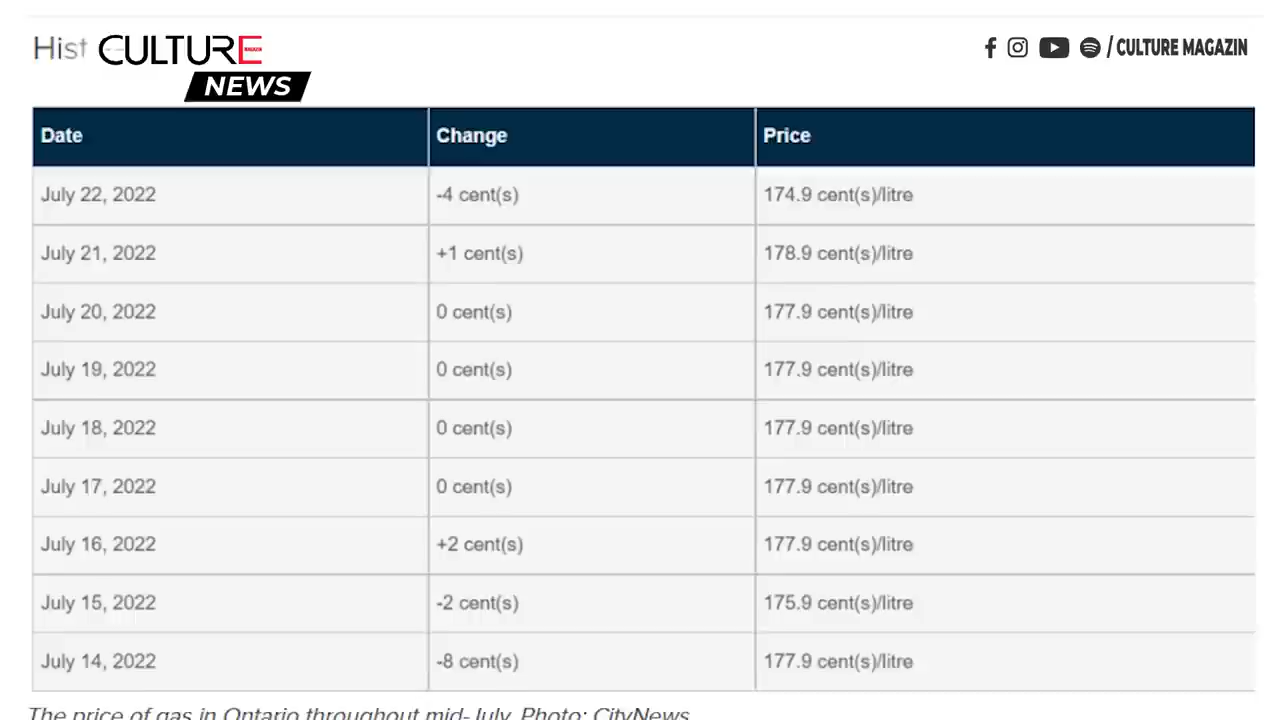 Hist CULTURE
NEWS
/ CULTURE MAGAZIN
Date Change Price
July 22, 2022 -4 cent(s) 174.9 cent(s)/litre
July 21, 2022 +1 cent(s) 178.9 cent(s)/litre
July 20, 2022 0 cent(s) 177.9 cent(s)/litre
July 19, 2022 0 cent(s) 177.9 cent(s)/litre
July 18, 2022 0 cent(s) 177.9 cent(s)/litre
July 17, 2022 0 cent(s) 177.9 cent(s)/litre
July 16, 2022 +2 cent(s) 177.9 cent(s)/litre
July 15, 2022 -2 cent(s) 175.9 cent(s)/litre
July 14, 2022 -8 cent(s) 177.9 cent(s)/litre
The price of gas in Ontario throughout mid-July. Photo: CityNews